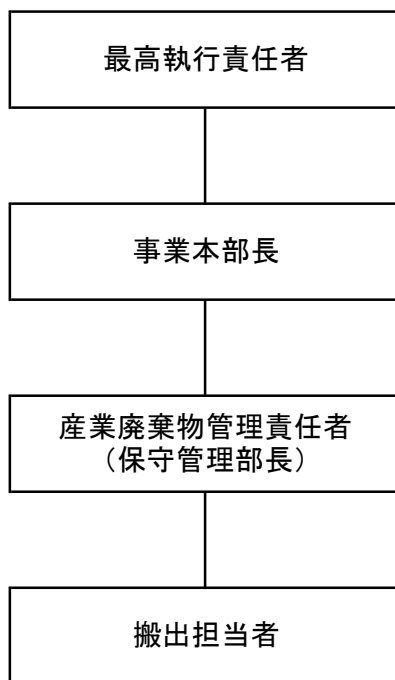 最高執行責任者
事業本部長
産業廃棄物管理責任者
（保守管理部長）
搬出担当者